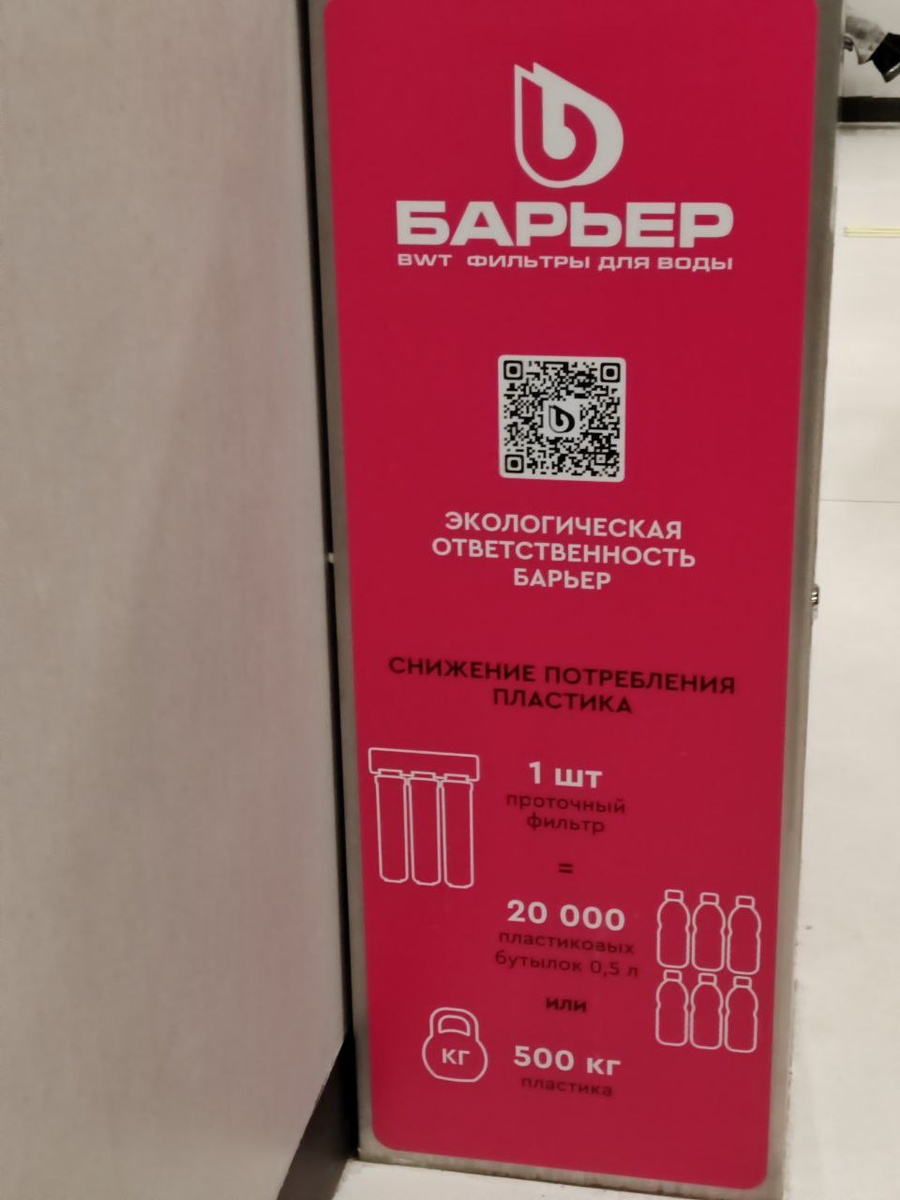 БАРЬЕР
BWT ФИЛЬТРЫ ДЛЯ ВОДЫ
ЭКОЛОГИЧЕСКАЯ
ОТВЕТСТВЕННОСТЬ
БАРЬЕР
СНИЖЕНИЕ ПОТРЕБЛЕНИЯ
ПЛАСТИКА
1 шт
проточный
фильтр
=
20 000
пластиковых
бутылок 0,5 л
или
кг
500 кг
пластика